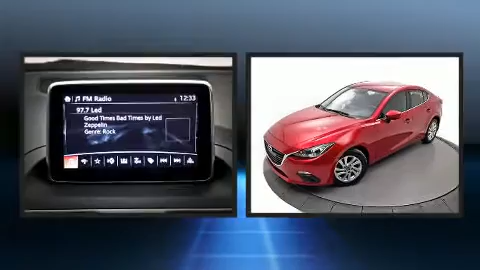 FM Radio 12:33
97.7 Led
Good Times Bad Times by Led
Zeppelin
Genre: Rock